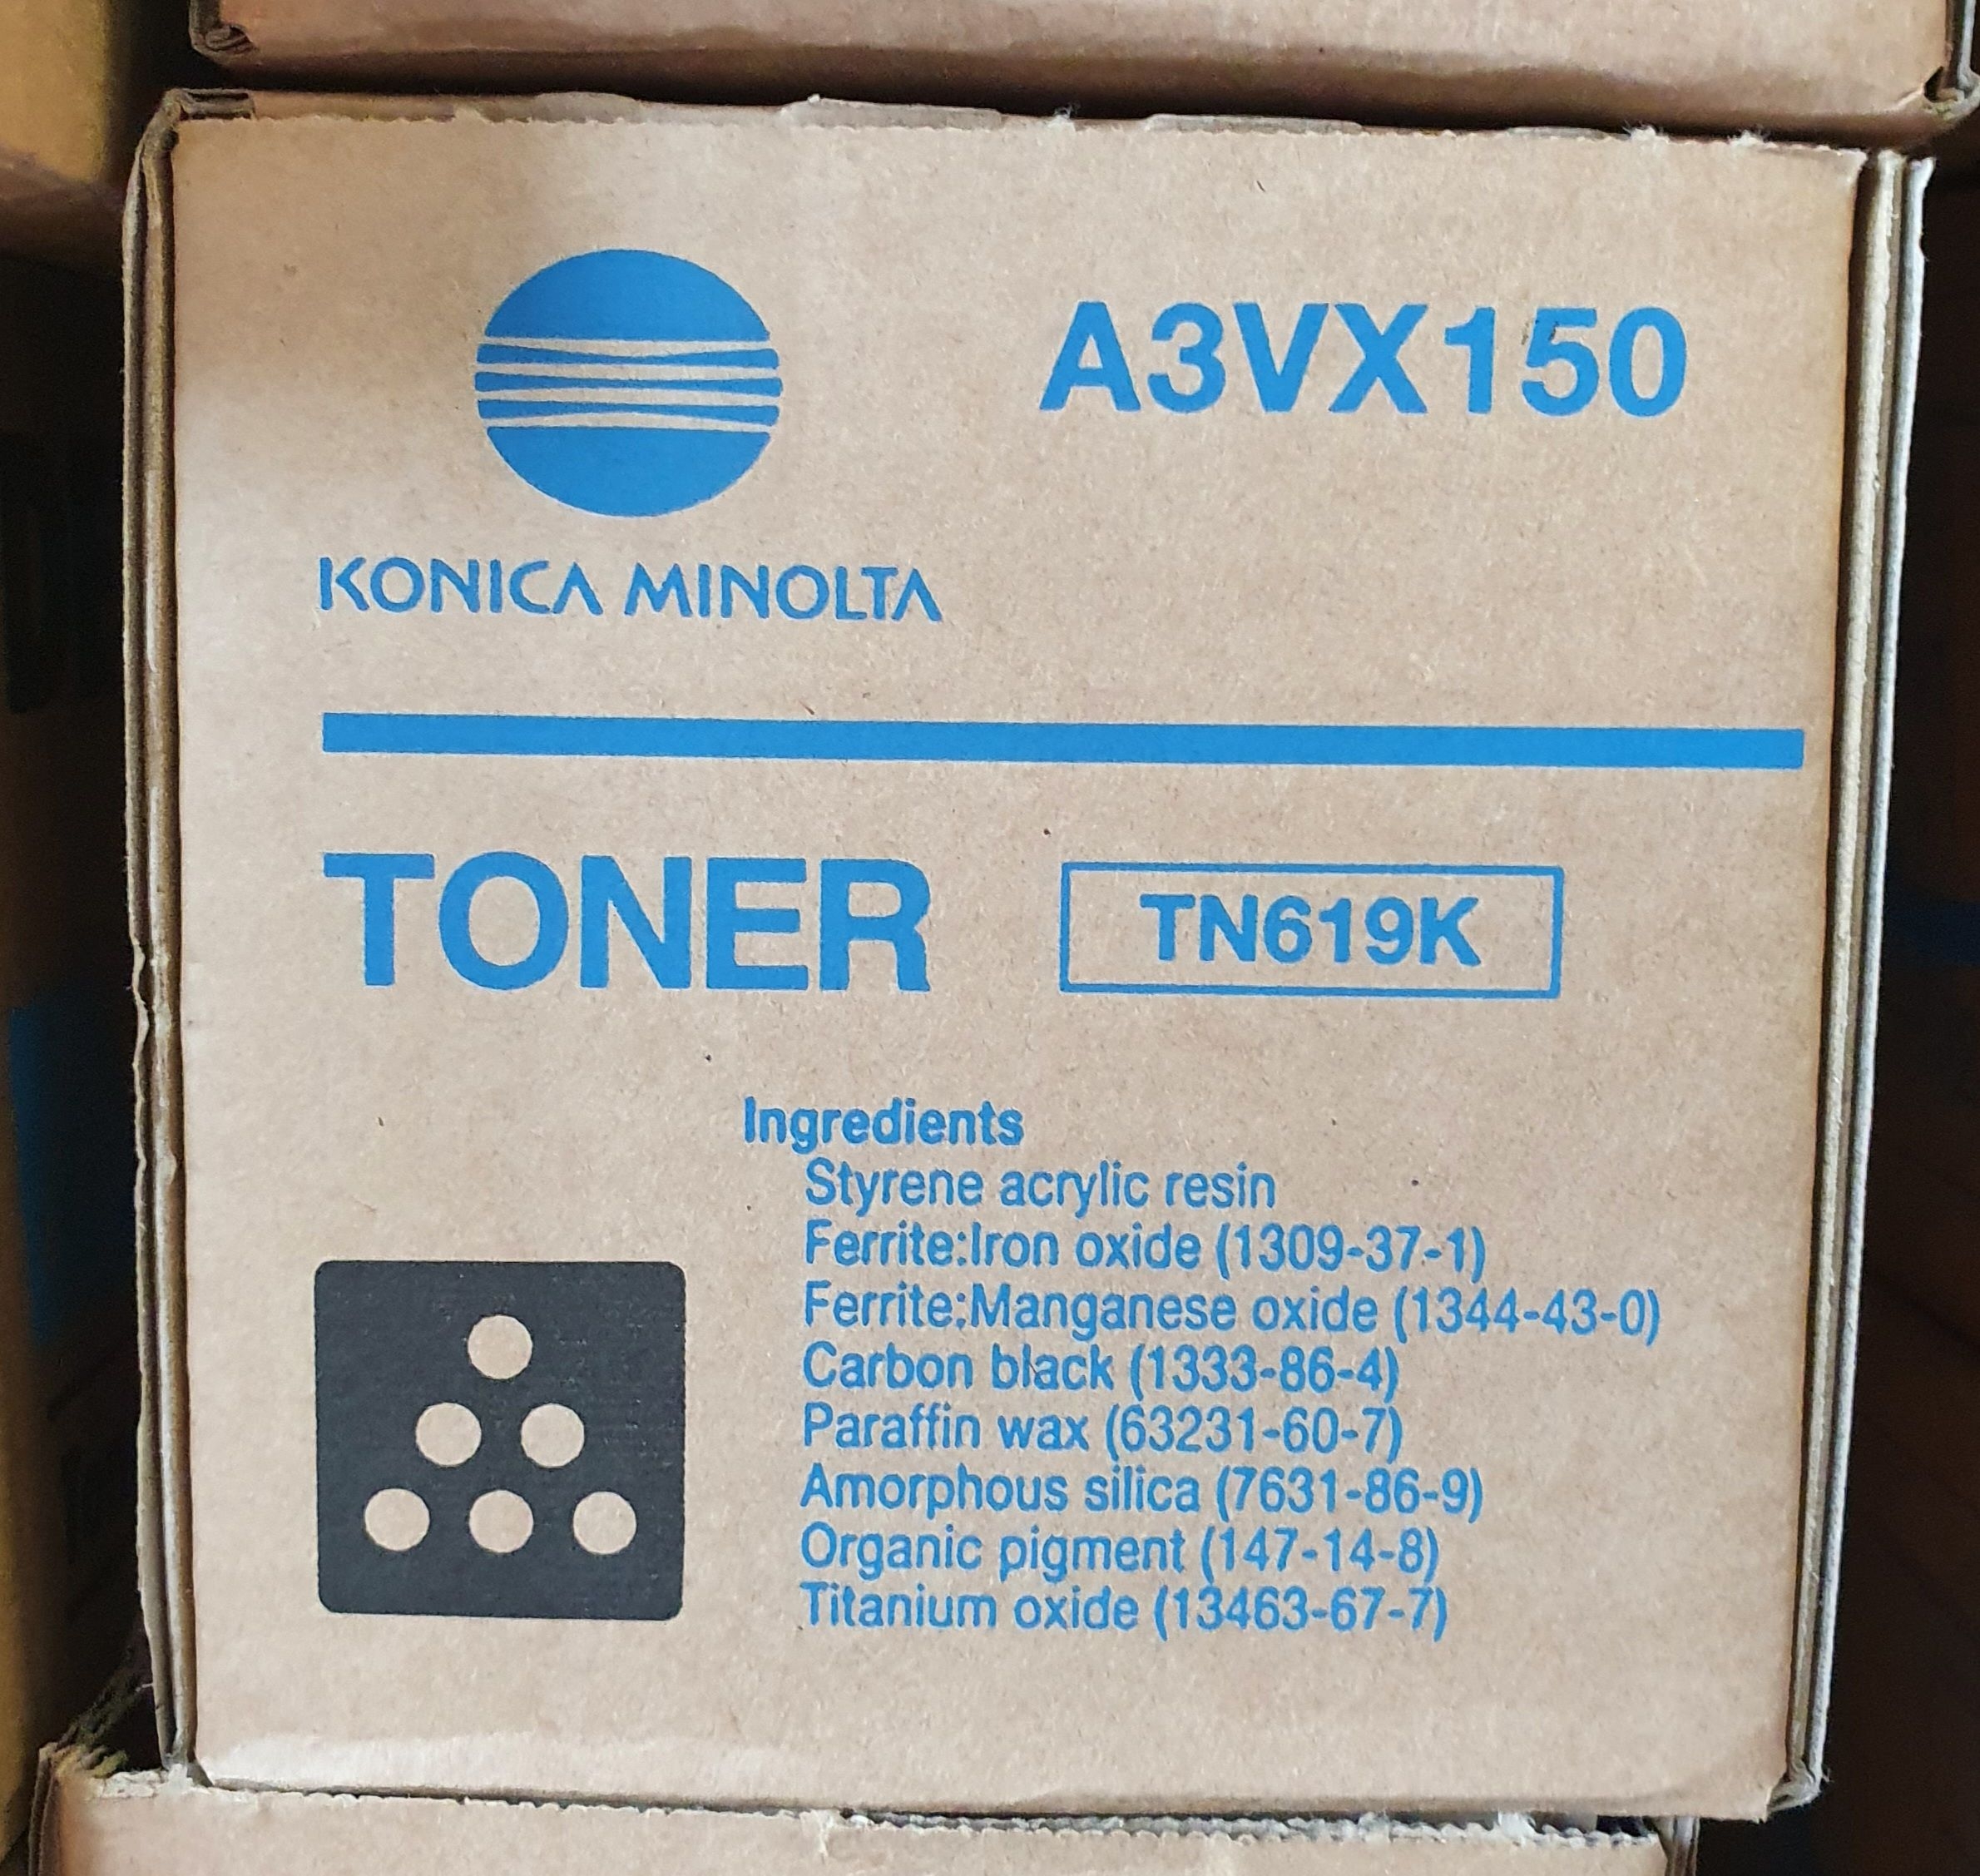 A3VX150
KONICA MINOLTA
TONER TN619K
Ingredients
Styrene acrylic resin
Ferrite:Iron oxide (1309-37-1)
Ferrite:Manganese oxide (1344-43-0)
Carbon black (1333-86-4)
Paraffin wax (63231-60-7)
Amorphous silica (7631-86-9)
Organic pigment (147-14-8)
Titanium oxide (13463-67-7)